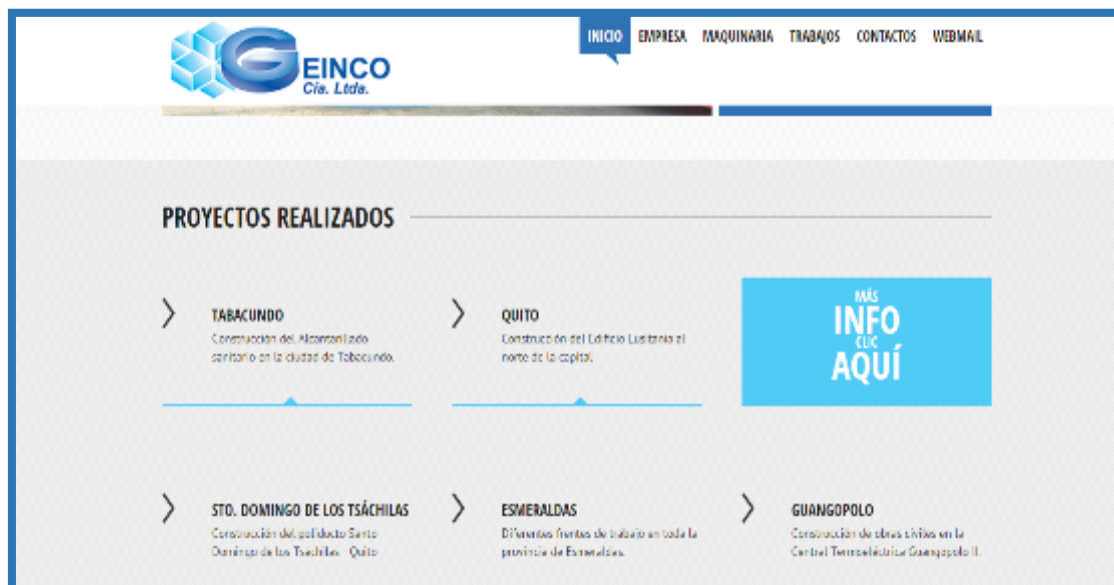 GEINCO
Cia. Ltda.
INICIO EMPRESA MAQUINARIA TRABAJOS CONTACTOS WEBMAIL
PROYECTOS REALIZADOS
TABACUNDO
Construcción del Alcantarillado
sanitario en la ciudad de Tabacundo.
QUITO
Construcción del Edificio Lusitania al
norte de la capital
MÁS
INFO
CLIC
AQUÍ
STO. DOMINGO DE LOS TSÁCHILAS
Construcción del poliducto Santo
Domingo de los Tsáchilas - Quito
ESMERALDAS
Diferentes frentes de trabajo en toda la
provincia de Esmeraldas.
GUANGOPOLO
Construcción de obras civiles en la
Central Termoeléctrica Guangopolo II.